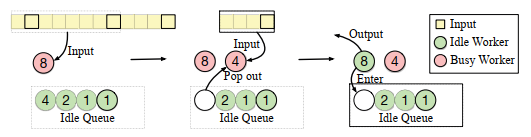 Input
8
4 2 1 1
Idle Queue
Input
8 4
Pop out
2 1 1
Idle Queue
Output
8 4
Enter
2 1 1
Idle Queue
Input
Idle Worker
Busy Worker